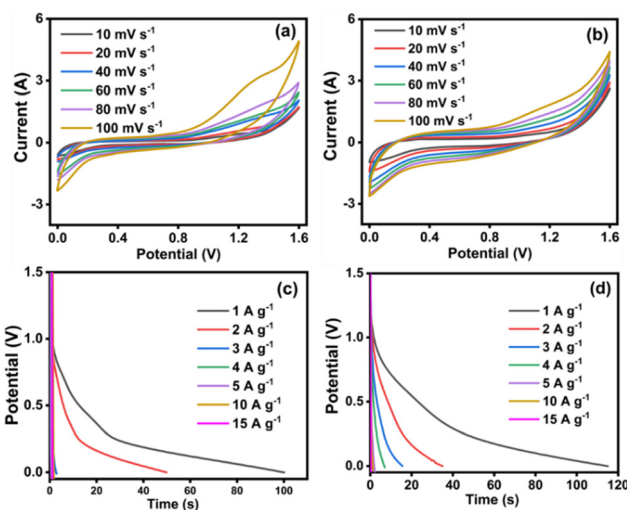 (a)
10 mV s⁻¹
20 mV s⁻¹
40 mV s⁻¹
60 mV s⁻¹
80 mV s⁻¹
100 mV s⁻¹
Current (A)
6
3
0
-3
0.0 0.4 0.8 1.2 1.6
Potential (V)
(b)
10 mV s⁻¹
20 mV s⁻¹
40 mV s⁻¹
60 mV s⁻¹
80 mV s⁻¹
100 mV s⁻¹
Current (A)
6
3
0
-3
0.0 0.4 0.8 1.2 1.6
Potential (V)
(c)
1 A g⁻¹
2 A g⁻¹
3 A g⁻¹
4 A g⁻¹
5 A g⁻¹
10 A g⁻¹
15 A g⁻¹
Potential (V)
1.5
1.0
0.5
0.0
0 20 40 60 80 100
Time (s)
(d)
1 A g⁻¹
2 A g⁻¹
3 A g⁻¹
4 A g⁻¹
5 A g⁻¹
10 A g⁻¹
15 A g⁻¹
Potential (V)
1.5
1.0
0.5
0.0
0 20 40 60 80 100 120
Time (s)